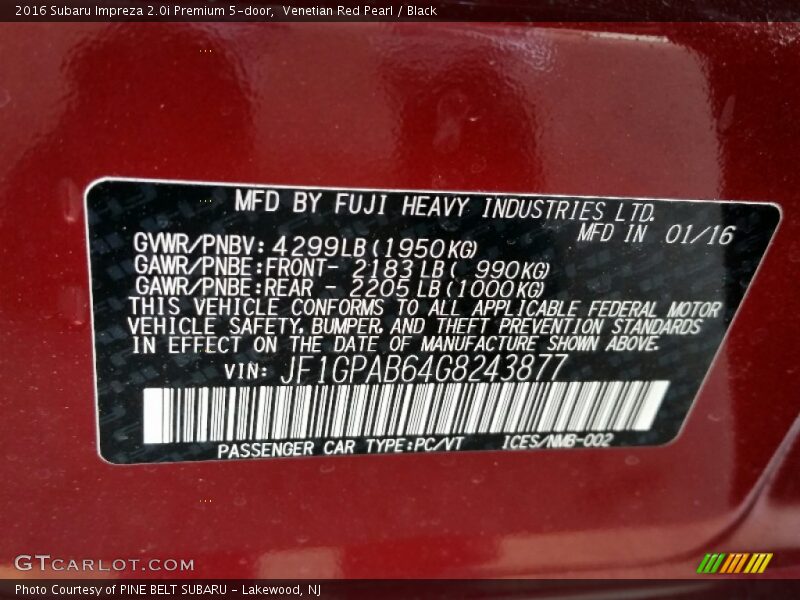 2016 Subaru Impreza 2.0i Premium 5-door, Venetian Red Pearl / Black
MFD BY FUJI HEAVY INDUSTRIES LTD.
MFD IN 01/16
GVWR/PNBV: 4299LB(1950KG)
GAWR/PNBE:FRONT- 2183LB( 990KG)
GAWR/PNBE:REAR - 2205LB(1000KG)
THIS VEHICLE CONFORMS TO ALL APPLICABLE FEDERAL MOTOR
VEHICLE SAFETY, BUMPER, AND THEFT PREVENTION STANDARDS
IN EFFECT ON THE DATE OF MANUFACTURE SHOWN ABOVE.
VIN: JF1GPAB64G8243877
PASSENGER CAR TYPE:PC/VT ICES/NMB-002
GTCARLOT.COM
Photo Courtesy of PINE BELT SUBARU - Lakewood, NJ